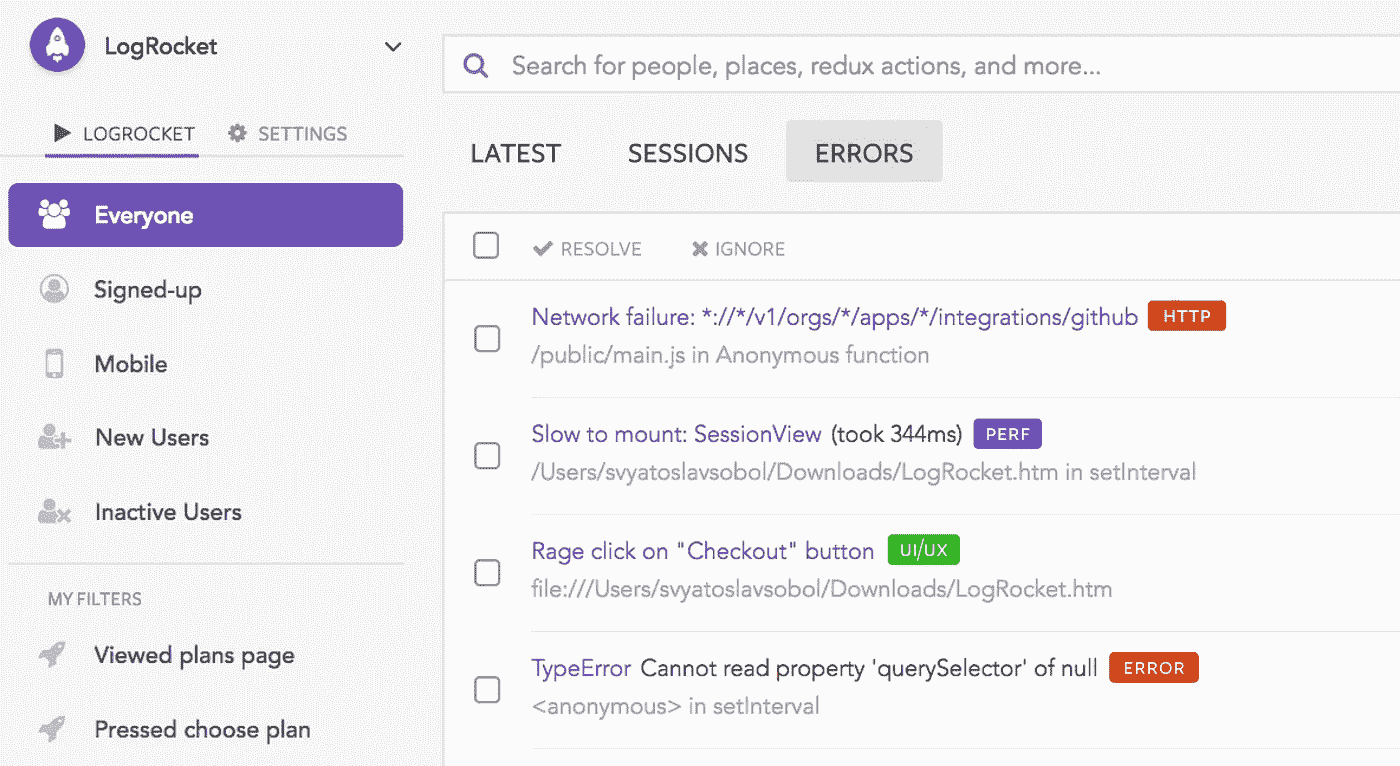 LogRocket
LOGROCKET
SETTINGS
Everyone
Signed-up
Mobile
New Users
Inactive Users
MY FILTERS
Viewed plans page
Pressed choose plan
Search for people, places, redux actions, and more...
LATEST SESSIONS ERRORS
RESOLVE IGNORE
Network failure: *://*/v1/orgs/*/apps/*/integrations/github HTTP
/public/main.js in Anonymous function
Slow to mount: SessionView (took 344ms) PERF
/Users/svyatoslavsobol/Downloads/LogRocket.htm in setInterval
Rage click on "Checkout" button UI/UX
file:///Users/svyatoslavsobol/Downloads/LogRocket.htm
TypeError Cannot read property 'querySelector' of null ERROR
<anonymous> in setInterval